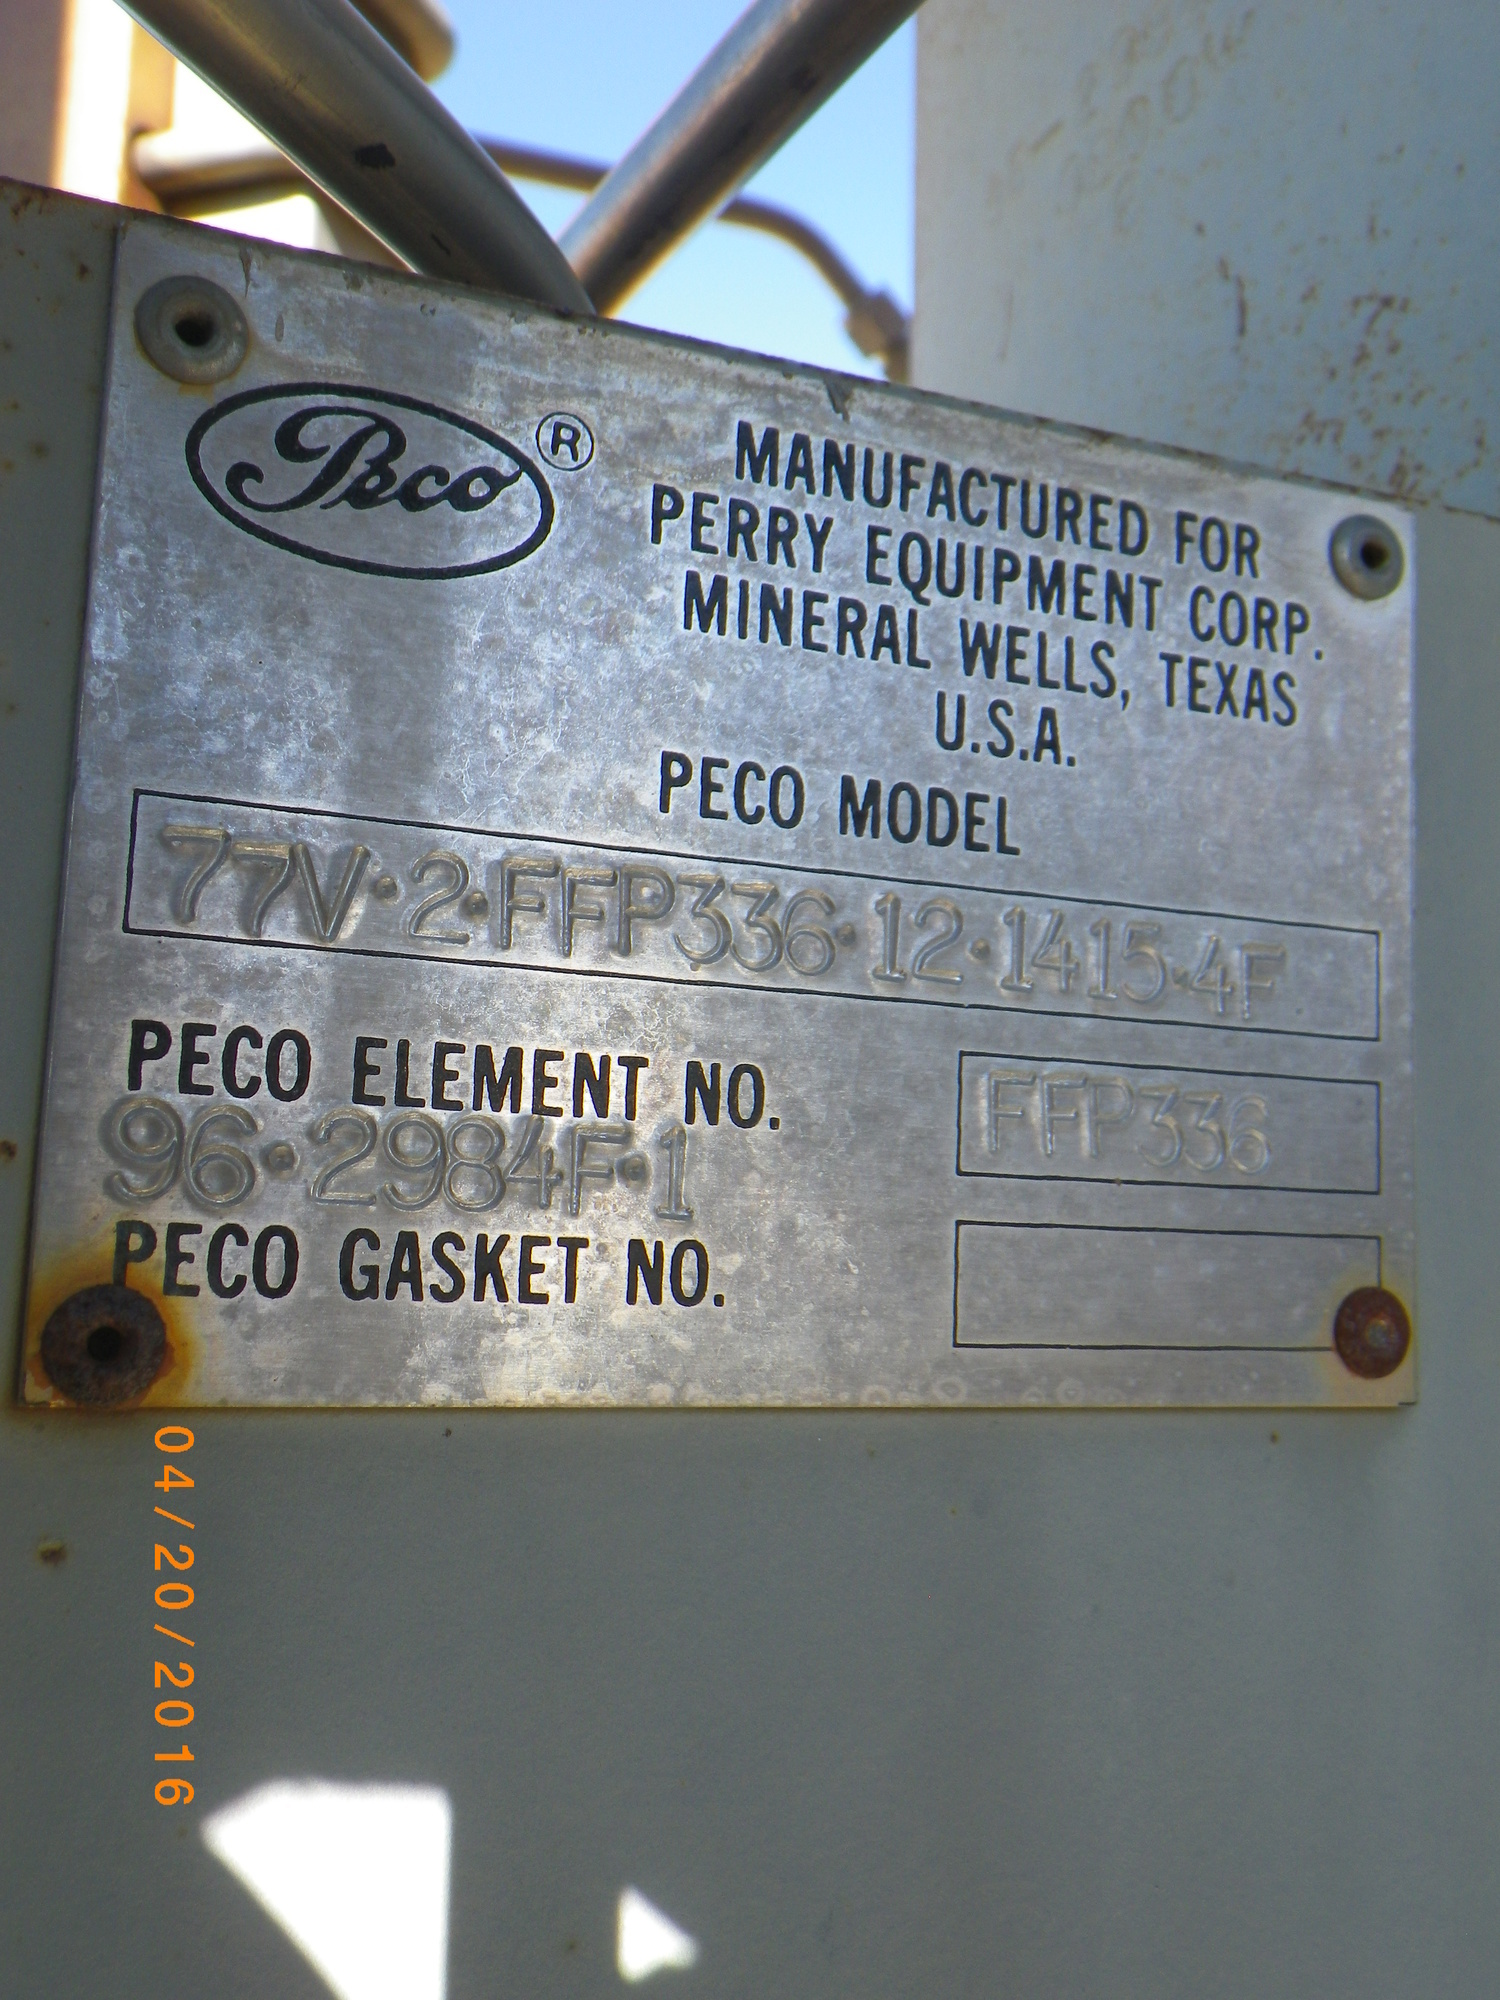 Peco ®
MANUFACTURED FOR
PERRY EQUIPMENT CORP.
MINERAL WELLS, TEXAS
U.S.A.
PECO MODEL
77V·2·FFP336·12·1415·4F
PECO ELEMENT NO.
FFP336
96·2984F·1
PECO GASKET NO.
04/20/2016